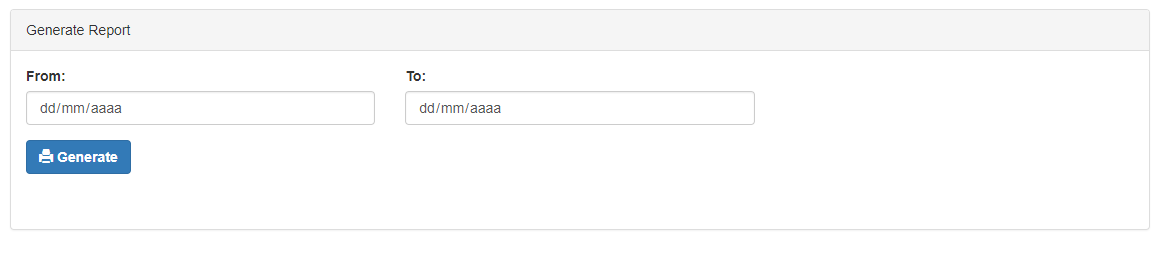 Generate Report
From: To:
dd/mm/aaaa dd/mm/aaaa
Generate